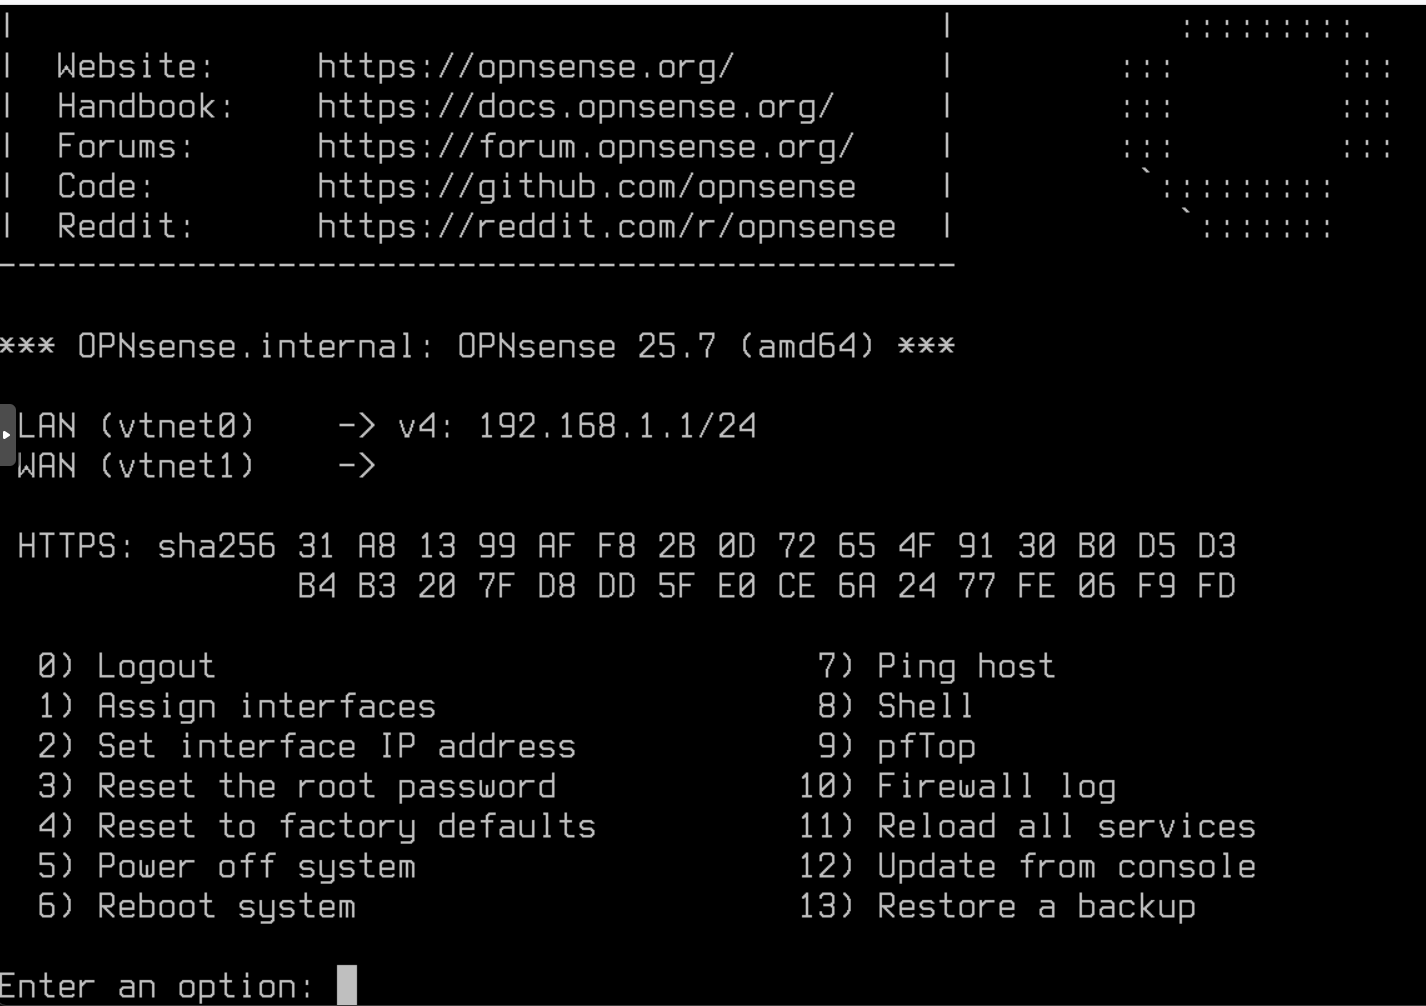 | Website: https://opnsense.org/ | ::: :::
| Handbook: https://docs.opnsense.org/ | ::: :::
| Forums: https://forum.opnsense.org/ | ::: :::
| Code: https://github.com/opnsense | `:::::::::
| Reddit: https://reddit.com/r/opnsense | `:::::::
------------------------------------------------
*** OPNsense.internal: OPNsense 25.7 (amd64) ***
LAN (vtnet0) -> v4: 192.168.1.1/24
WAN (vtnet1) ->
HTTPS: sha256 31 A8 13 99 AF F8 2B 0D 72 65 4F 91 30 B0 D5 D3
B4 B3 20 7F D8 DD 5F E0 CE 6A 24 77 FE 06 F9 FD
0) Logout 7) Ping host
1) Assign interfaces 8) Shell
2) Set interface IP address 9) pfTop
3) Reset the root password 10) Firewall log
4) Reset to factory defaults 11) Reload all services
5) Power off system 12) Update from console
6) Reboot system 13) Restore a backup
Enter an option: